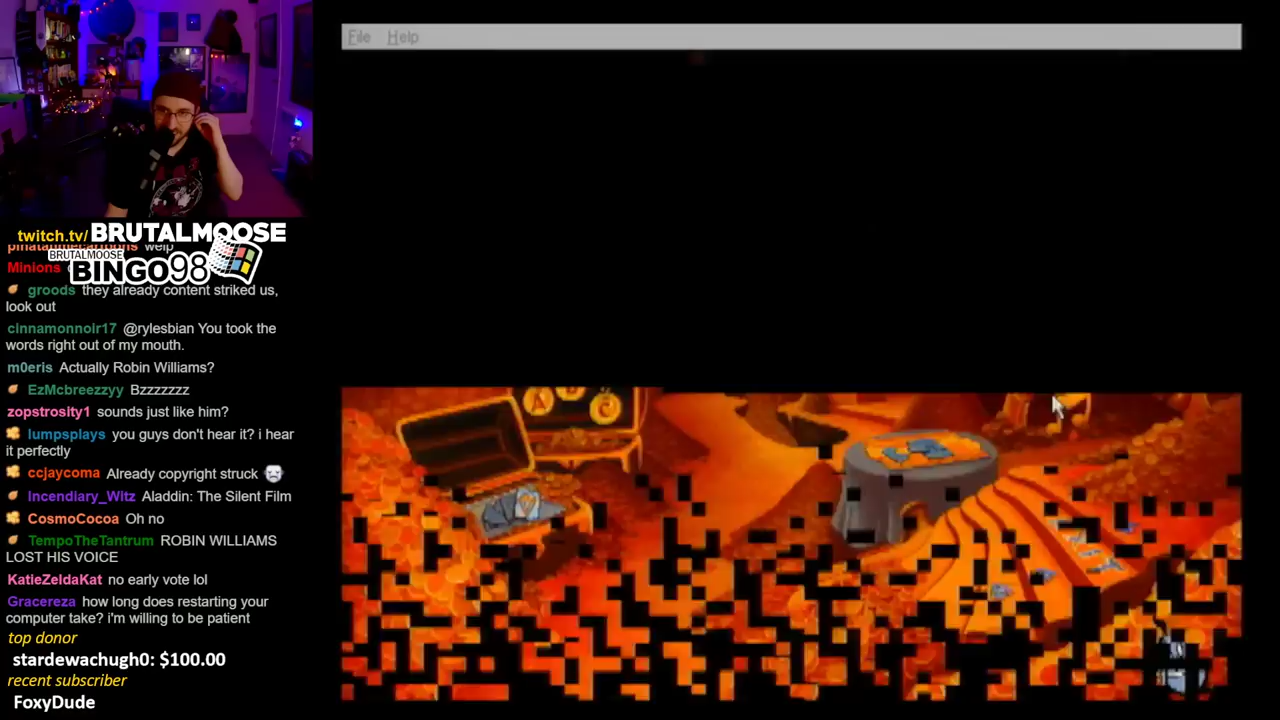 File Help
twitch.tv/BRUTALMOOSE
welp
BRUTALMOOSE
Minions
BINGO98
groods they already content striked us,
look out
cinnamonnoir17 @rylesbian You took the
words right out of my mouth.
m0eris Actually Robin Williams?
EzMcbreezzyy Bzzzzzzz
zopstrosity1 sounds just like him?
lumpsplays you guys don't hear it? i hear
it perfectly
ccjaycoma Already copyright struck
Incendiary_Witz Aladdin: The Silent Film
CosmoCocoa Oh no
TempoTheTantrum ROBIN WILLIAMS
LOST HIS VOICE
KatieZeldaKat no early vote lol
Gracereza how long does restarting your
computer take? i'm willing to be patient
top donor
stardewachugh0: $100.00
recent subscriber
FoxyDude
A
C